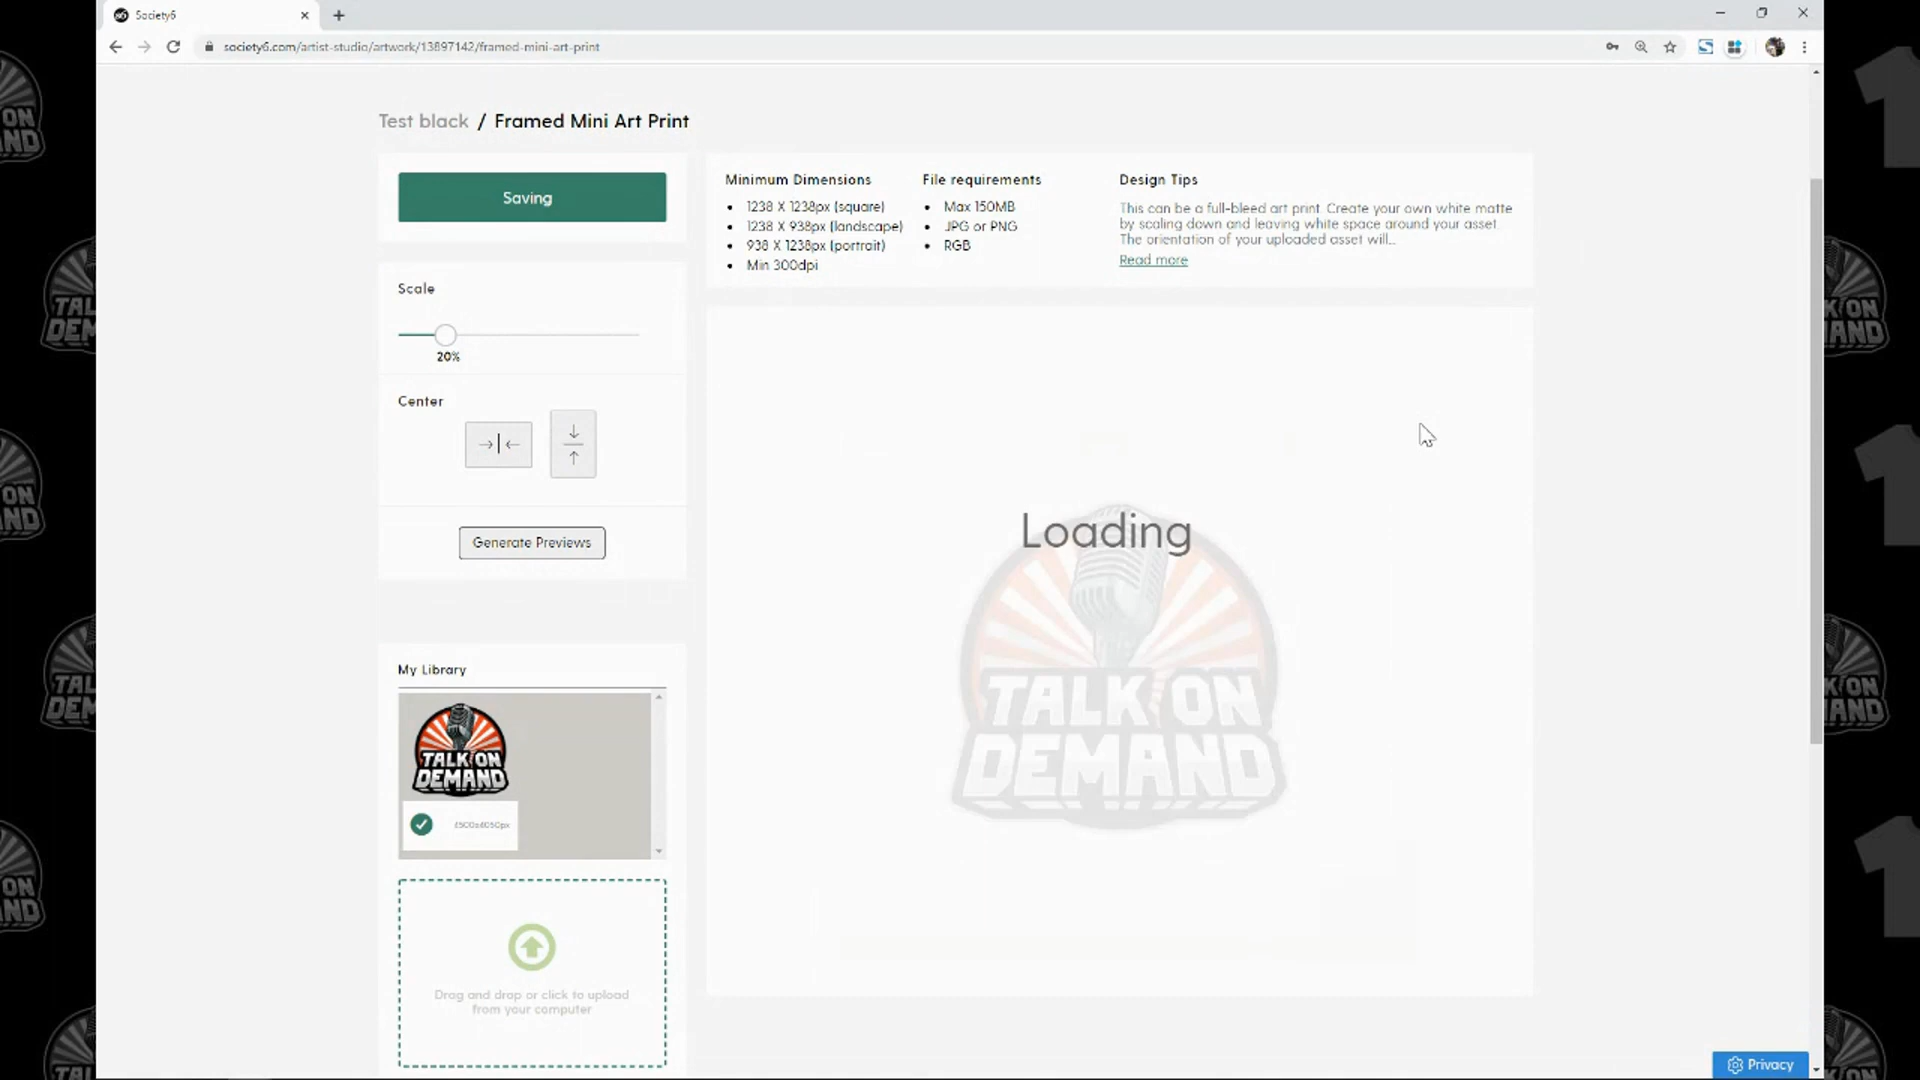 Society6
society6.com/artist-studio/artwork/13897142/framed-mini-art-print
Test black / Framed Mini Art Print
Saving
Scale
20%
Center
Generate Previews
My Library
TALK ON
DEMAND
4500x4050px
Drag and drop or click to upload
from your computer
Minimum Dimensions
• 1238 X 1238px (square)
• 1238 X 938px (landscape)
• 938 X 1238px (portrait)
• Min 300dpi
File requirements
• Max 150MB
• JPG or PNG
• RGB
Design Tips
This can be a full-bleed art print. Create your own white matte
by scaling down and leaving white space around your asset.
The orientation of your uploaded asset will...
Read more
Loading
TALK ON
DEMAND
Privacy